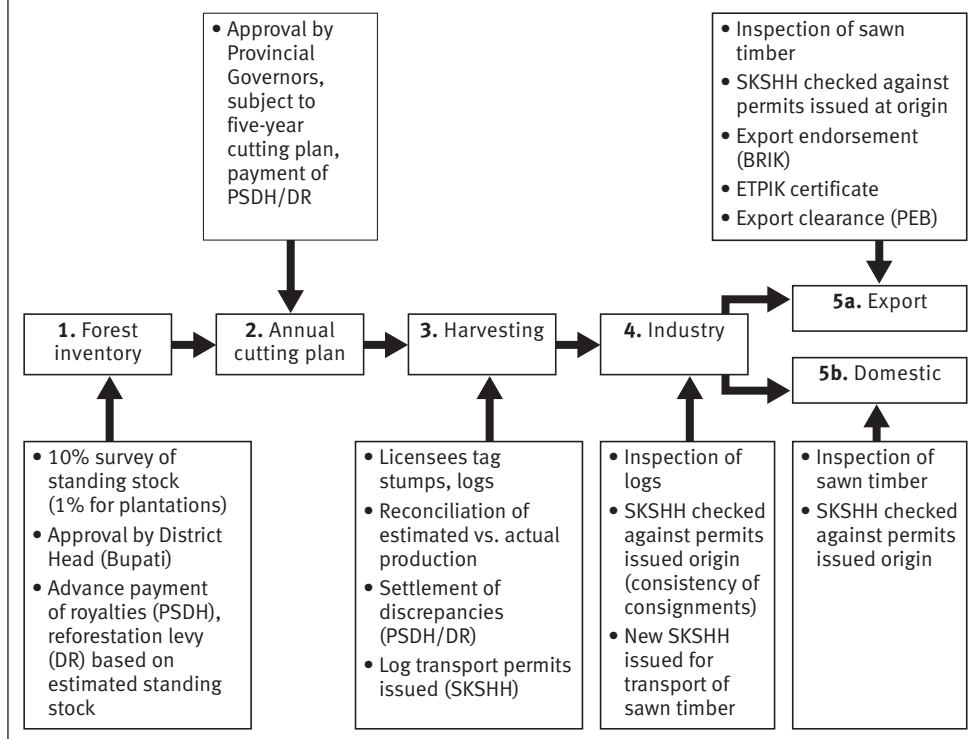 • Approval by
Provincial
Governors,
subject to
five-year
cutting plan,
payment of
PSDH/DR
• Inspection of sawn
timber
• SKSHH checked against
permits issued at origin
• Export endorsement
(BRIK)
• ETPIK certificate
• Export clearance (PEB)
1. Forest
inventory
2. Annual
cutting plan
3. Harvesting
4. Industry
5a. Export
5b. Domestic
• 10% survey of
standing stock
(1% for plantations)
• Approval by District
Head (Bupati)
• Advance payment
of royalties (PSDH),
reforestation levy
(DR) based on
estimated standing
stock
• Licensees tag
stumps, logs
• Reconciliation of
estimated vs. actual
production
• Settlement of
discrepancies
(PSDH/DR)
• Log transport permits
issued (SKSHH)
• Inspection of
logs
• SKSHH checked
against permits
issued origin
(consistency of
consignments)
• New SKSHH
issued for
transport of
sawn timber
• Inspection of
sawn timber
• SKSHH checked
against permits
issued origin